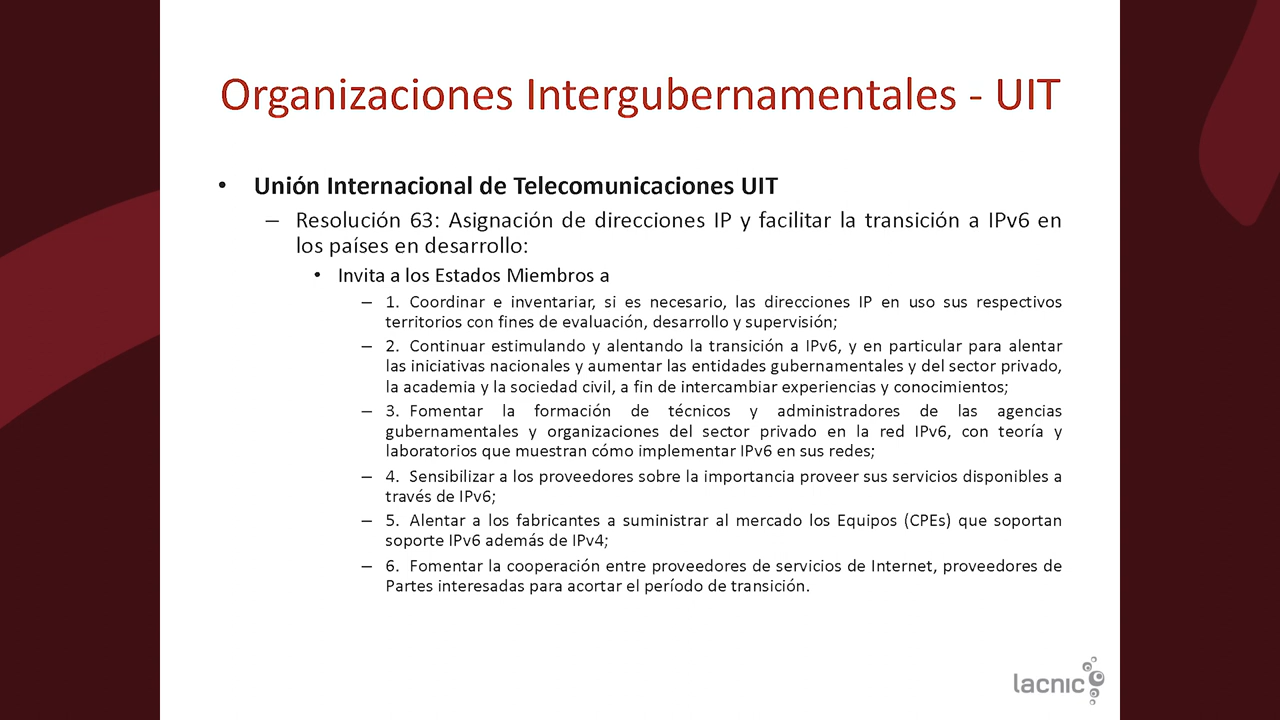 Organizaciones Intergubernamentales - UIT
• Unión Internacional de Telecomunicaciones UIT
– Resolución 63: Asignación de direcciones IP y facilitar la transición a IPv6 en
los países en desarrollo:
• Invita a los Estados Miembros a
– 1. Coordinar e inventariar, si es necesario, las direcciones IP en uso sus respectivos
territorios con fines de evaluación, desarrollo y supervisión;
– 2. Continuar estimulando y alentando la transición a IPv6, y en particular para alentar
las iniciativas nacionales y aumentar las entidades gubernamentales y del sector privado,
la academia y la sociedad civil, a fin de intercambiar experiencias y conocimientos;
– 3. Fomentar la formación de técnicos y administradores de las agencias
gubernamentales y organizaciones del sector privado en la red IPv6, con teoría y
laboratorios que muestran cómo implementar IPv6 en sus redes;
– 4. Sensibilizar a los proveedores sobre la importancia proveer sus servicios disponibles a
través de IPv6;
– 5. Alentar a los fabricantes a suministrar al mercado los Equipos (CPEs) que soportan
soporte IPv6 además de IPv4;
– 6. Fomentar la cooperación entre proveedores de servicios de Internet, proveedores de
Partes interesadas para acortar el período de transición.
lacnic